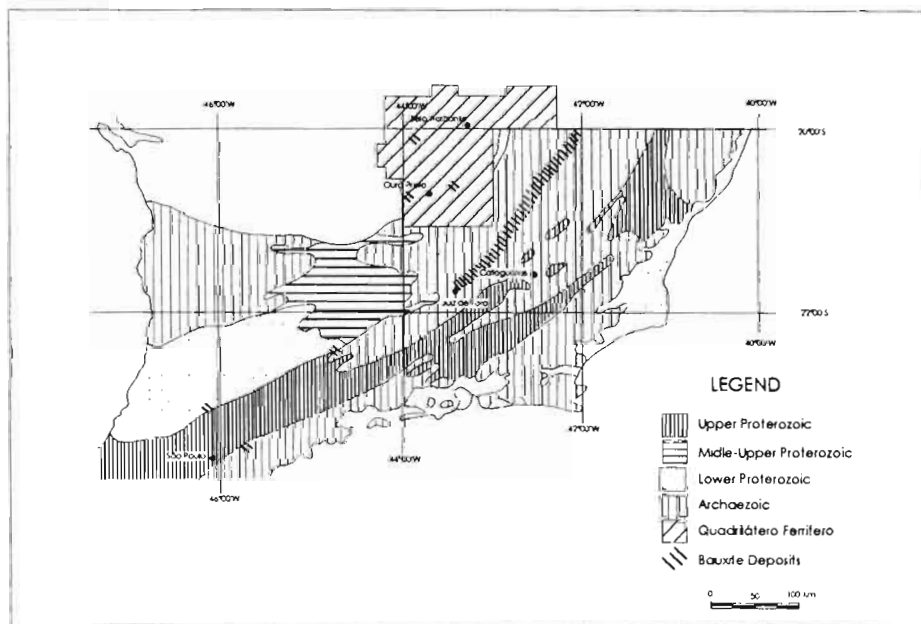 46°00'W
44°00'W
42°00'W
40°00'W
Belo Horizonte
20°00'S
Ouro Preto
Cataguases
Juiz de Fora
22°00'S
40°00'W
LEGEND
42°00'W
Upper Proterozoic
Midle-Upper Proterozoic
São Paulo
44°00'W
Lower Proterozoic
46°00'W
Archaezoic
Quadrilátero Ferrífero
Bauxite Deposits
0 50 100 km